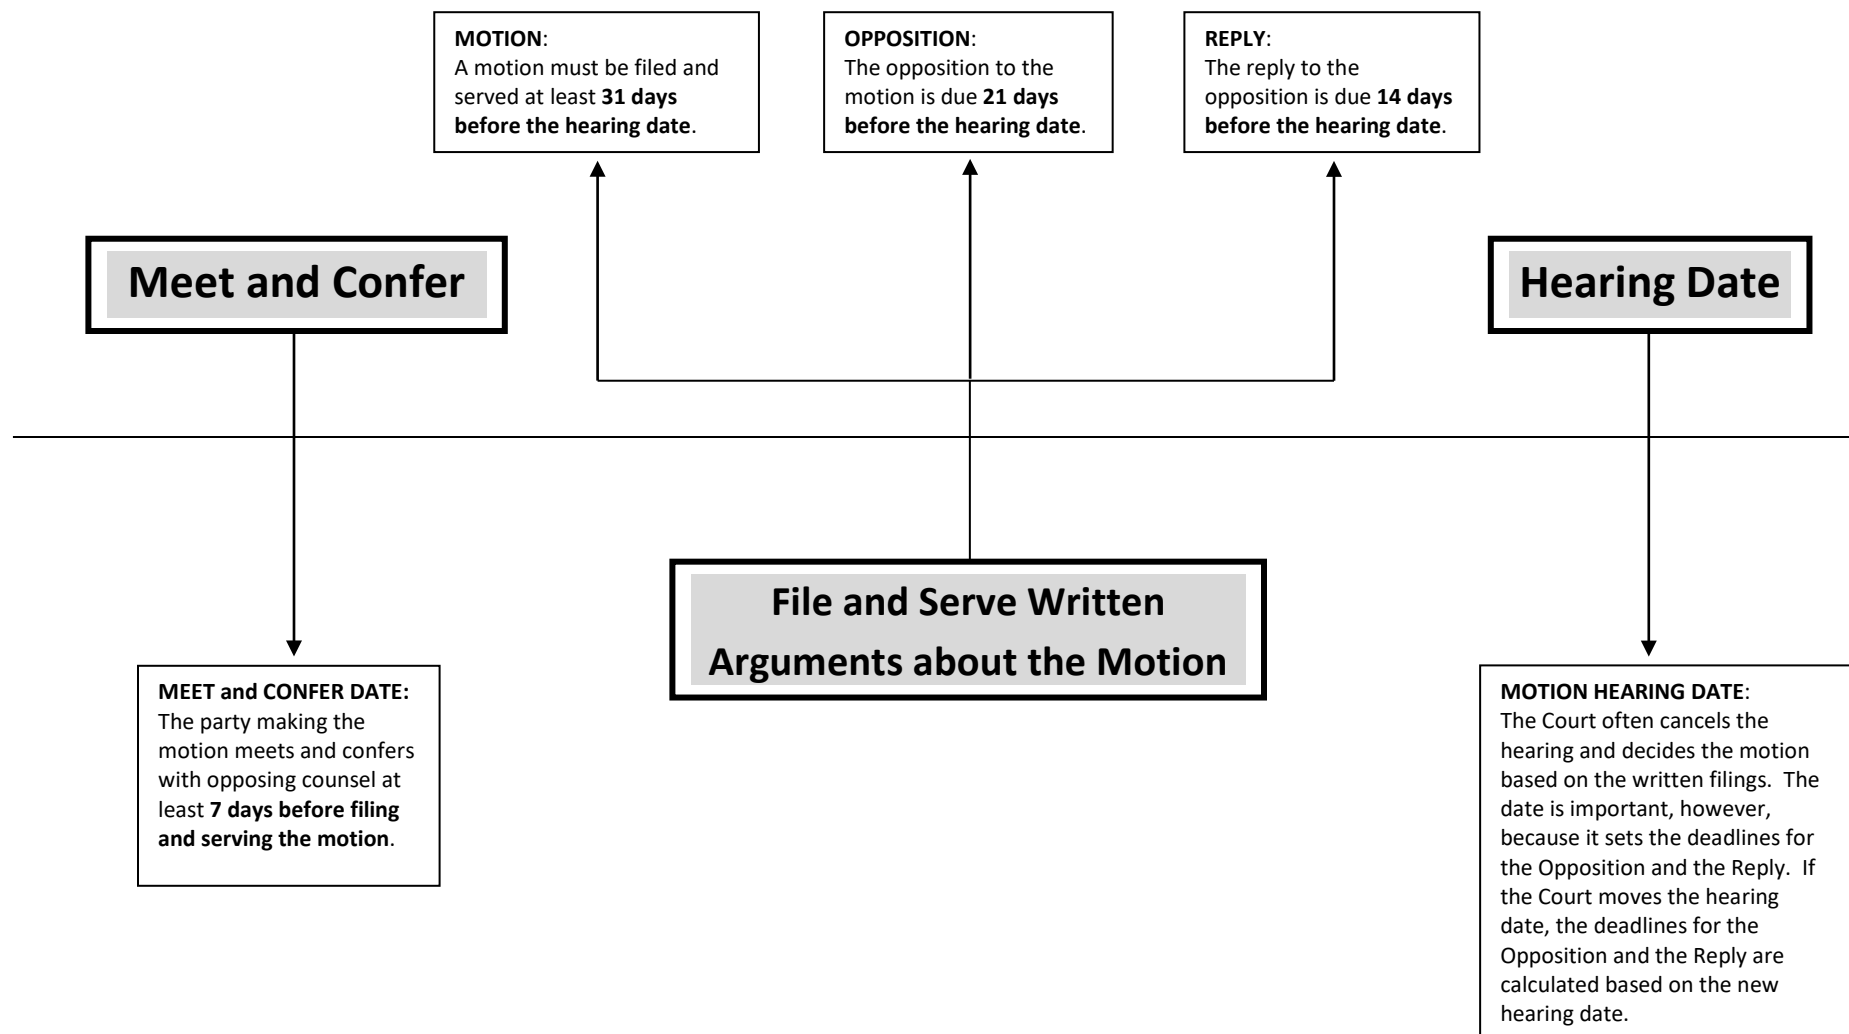 MOTION:
A motion must be filed and
served at least 31 days
before the hearing date.
OPPOSITION:
The opposition to the
motion is due 21 days
before the hearing date.
REPLY:
The reply to the
opposition is due 14 days
before the hearing date.
Meet and Confer
Hearing Date
File and Serve Written
Arguments about the Motion
MEET and CONFER DATE:
The party making the
motion meets and confers
with opposing counsel at
least 7 days before filing
and serving the motion.
MOTION HEARING DATE:
The Court often cancels the
hearing and decides the motion
based on the written filings.  The
date is important, however,
because it sets the deadlines for
the Opposition and the Reply.  If
the Court moves the hearing
date, the deadlines for the
Opposition and the Reply are
calculated based on the new
hearing date.